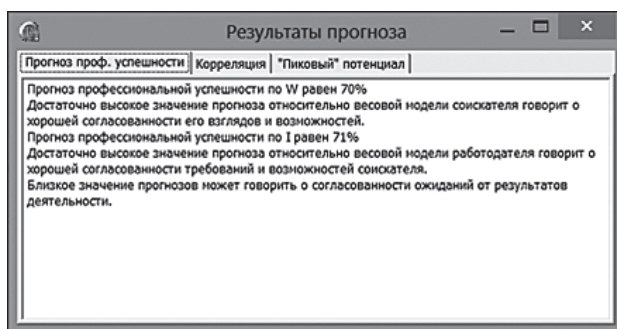 Результаты прогноза
Прогноз проф. успешности Корреляция "Пиковый" потенциал
Прогноз профессиональной успешности по W равен 70%
Достаточно высокое значение прогноза относительно весовой модели соискателя говорит о
хорошей согласованности его взглядов и возможностей.
Прогноз профессиональной успешности по I равен 71%
Достаточно высокое значение прогноза относительно весовой модели работодателя говорит о
хорошей согласованности требований и возможностей соискателя.
Близкое значение прогнозов может говорить о согласованности ожиданий от результатов
деятельности.